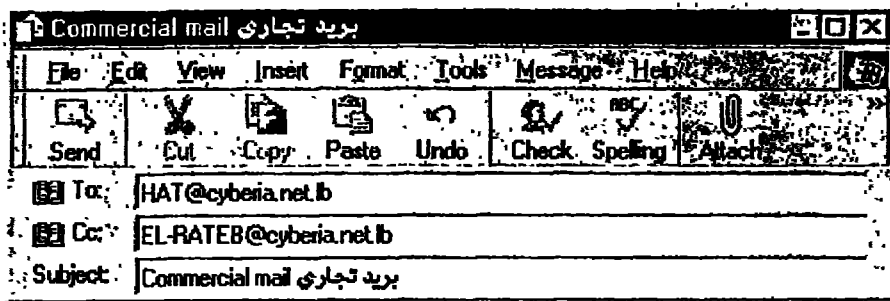 Commercial mail بريد تجاري
File Edit View Insert Format Tools Message Help
Send Cut Copy Paste Undo Check Spelling Attach »
To: HAT@cyberia.net.lb
Cc: EL-RATEB@cyberia.net.lb
Subject: Commercial mail بريد تجاري